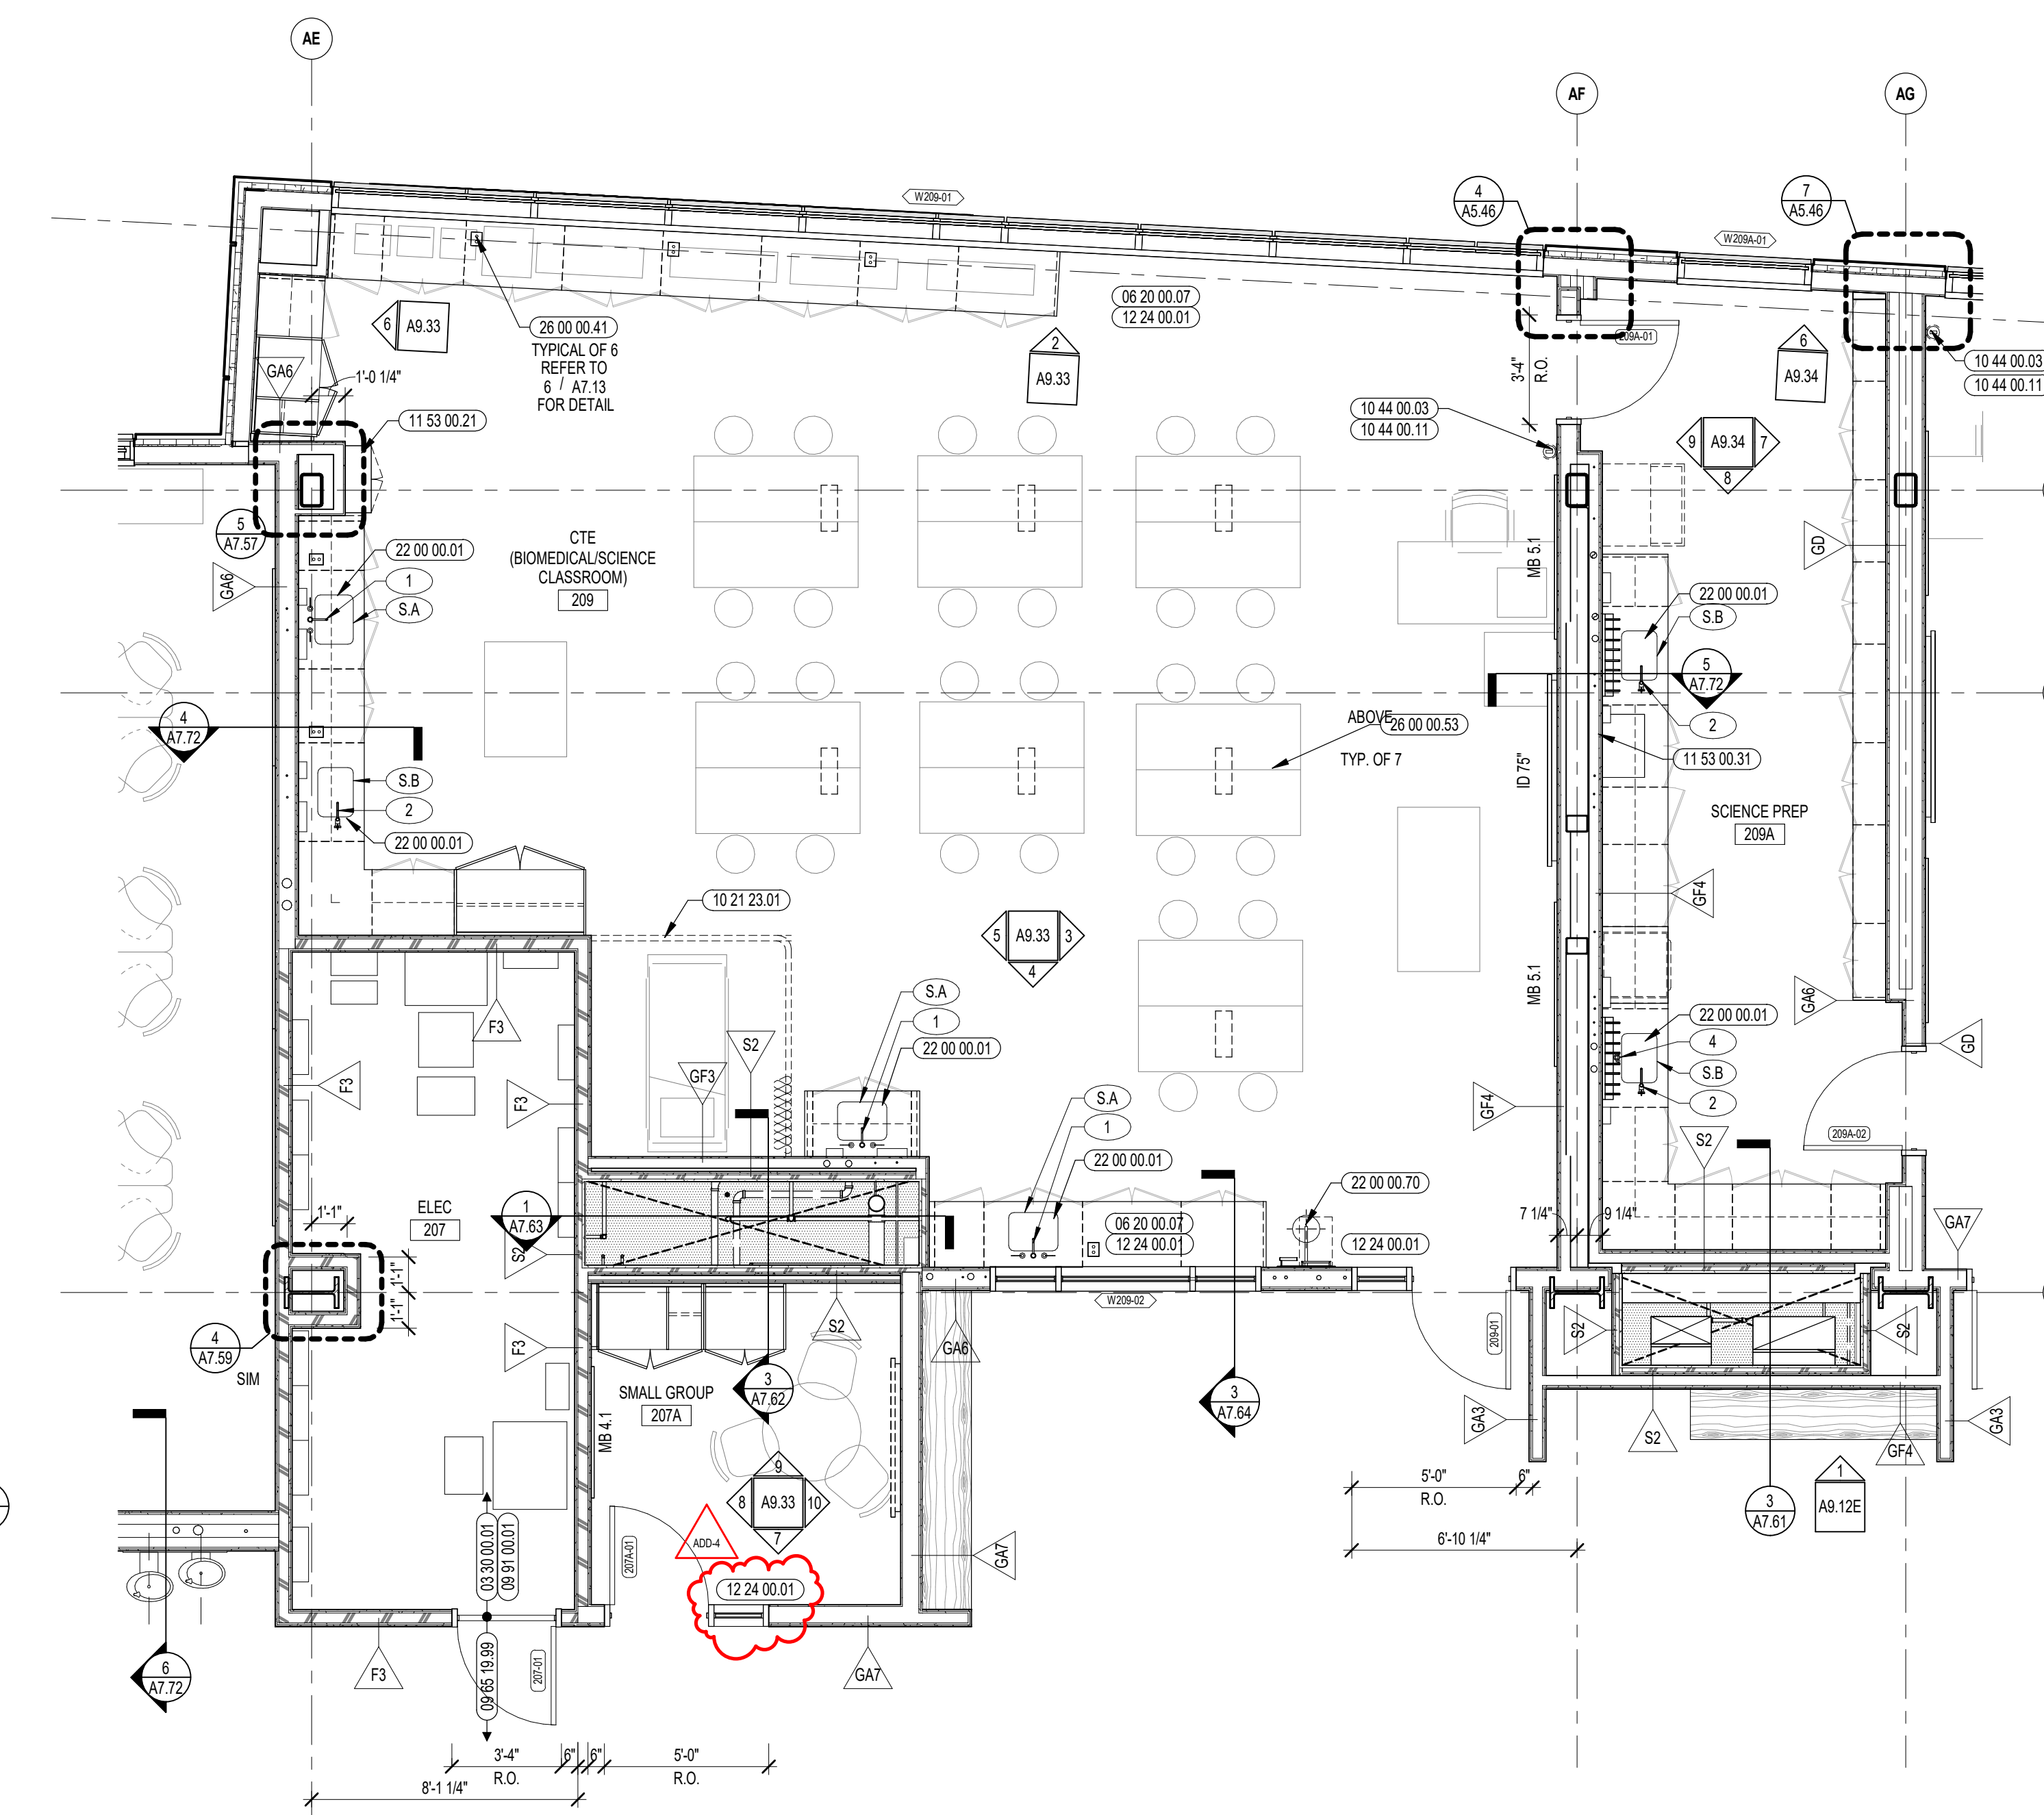 AE
AF
AG
W209-01
4
A5.46
7
A5.46
W209A-01
6
A9.33
26 00 00.41
TYPICAL OF 6
REFER TO
6 / A7.13
FOR DETAIL
06 20 00.07
12 24 00.01
2
A9.33
3'-4"
R.O.
209A-01
6
A9.34
10 44 00.03
10 44 00.11
GA6
1'-0 1/4"
11 53 00.21
10 44 00.03
10 44 00.11
9
A9.34
7
8
5
A7.57
CTE
(BIOMEDICAL/SCIENCE
CLASSROOM)
209
22 00 00.01
1
S.A
GA6
MB 5.1
GD
22 00 00.01
S.B
5
A7.72
2
4
A7.72
S.B
2
22 00 00.01
ABOVE
26 00 00.53
TYP. OF 7
ID 75"
11 53 00.31
SCIENCE PREP
209A
10 21 23.01
GF4
5
A9.33
3
4
MB 5.1
S.A
1
22 00 00.01
F3
S2
GF3
F3
F3
GA6
22 00 00.01
4
S.B
2
GD
S.A
1
22 00 00.01
GF4
S2
209A-02
22 00 00.70
1'-1"
ELEC
207
1
A7.63
S2
06 20 00.07
12 24 00.01
12 24 00.01
7 1/4"
9 1/4"
GA7
1'-1"
1'-1"
W209-02
4
A7.59
SIM
F3
S2
GA6
209-01
S2
S2
SMALL GROUP
207A
3
A7.62
3
A7.64
MB 4.1
GA3
S2
GF4
GA3
9
8
A9.33
10
7
5'-0"
R.O.
6"
3
A7.61
1
A9.12E
6'-10 1/4"
03 30 00.01
09 91 00.01
207A-01
ADD-4
12 24 00.01
GA7
09 65 19.99
207-01
F3
GA7
6
A7.72
3'-4"
R.O.
6"
6"
5'-0"
R.O.
8'-1 1/4"